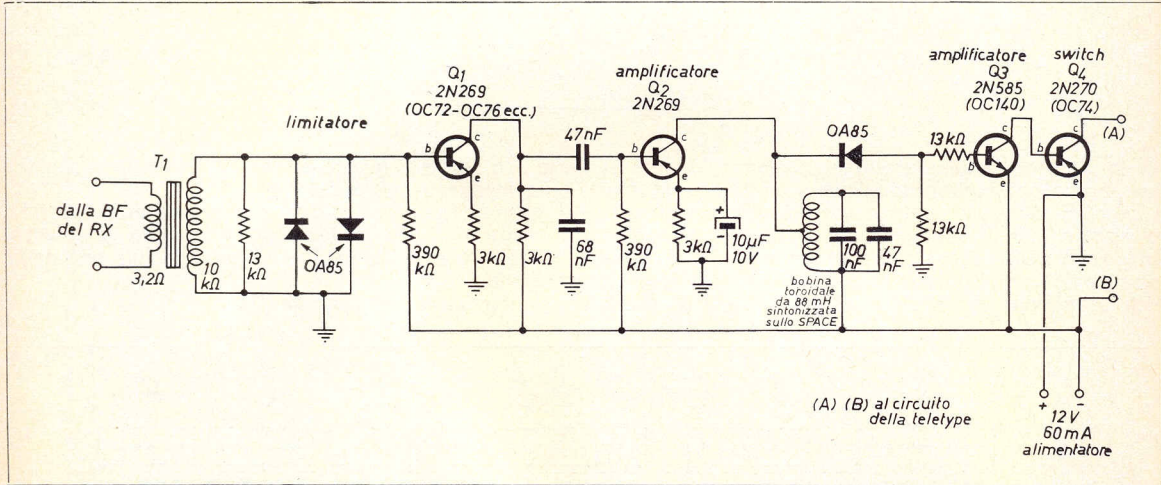 dalla BF
del RX
T1
3,2Ω
10
kΩ
13
kΩ
limitatore
OA85
390
kΩ
Q1
2N269
(OC72-OC76 ecc.)
b
c
e
3kΩ
3kΩ
68
nF
47nF
amplificatore
Q2
2N269
b
c
e
390
kΩ
3kΩ
+
-
10µF
10V
OA85
bobina
toroidale
da 88 mH
sintonizzata
sullo SPACE
100
nF
47
nF
13kΩ
13kΩ
amplificatore
Q3
2N585
(OC140)
b
c
e
switch
Q4
2N270
(OC74)
b
c
e
(A)
(B)
(A) (B) al circuito
della teletype
+ -
12V
60mA
alimentatore